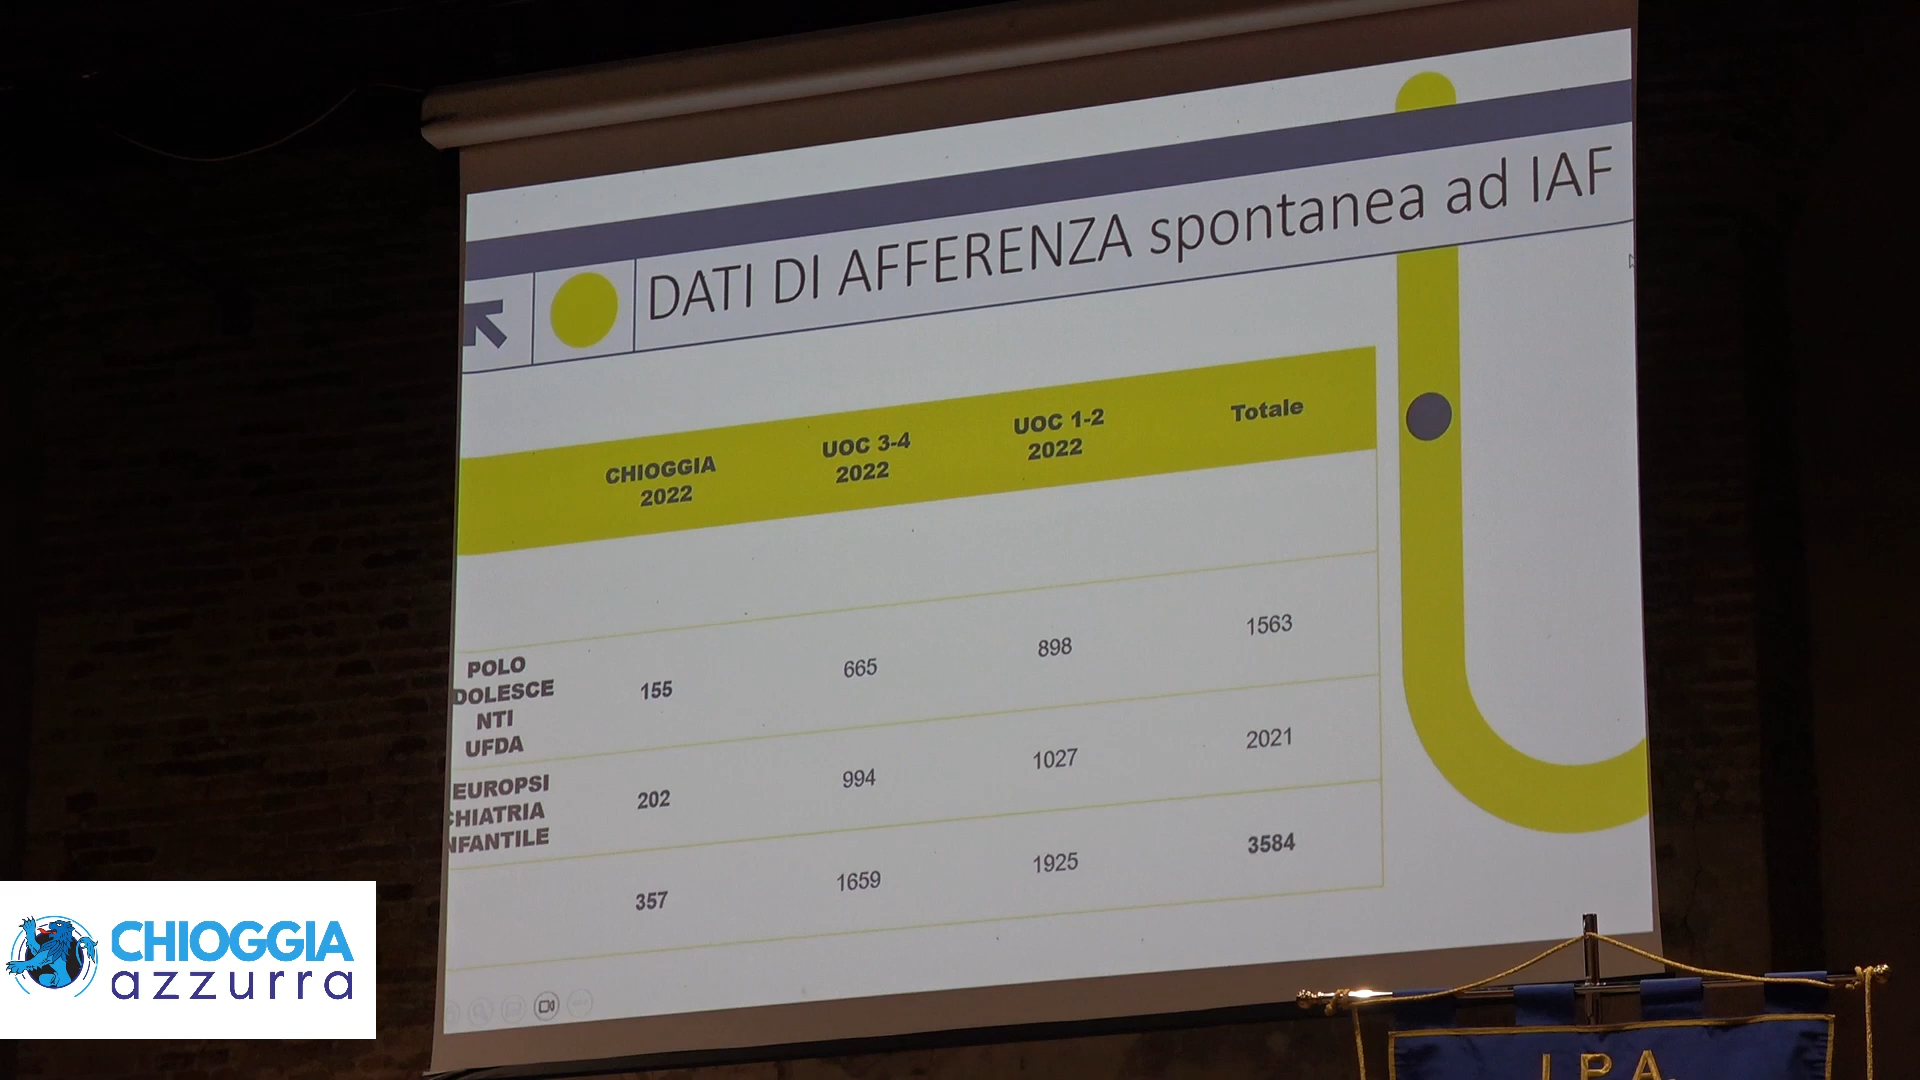 DATI DI AFFERENZA spontanea ad IAF
CHIOGGIA
2022
UOC 3-4
2022
UOC 1-2
2022
Totale
POLO
DOLESCE
NTI
UFDA
155
665
898
1563
EUROPSI
CHIATRIA
NFANTILE
202
994
1027
2021
357
1659
1925
3584
CHIOGGIA
azzurra
I.P.A.